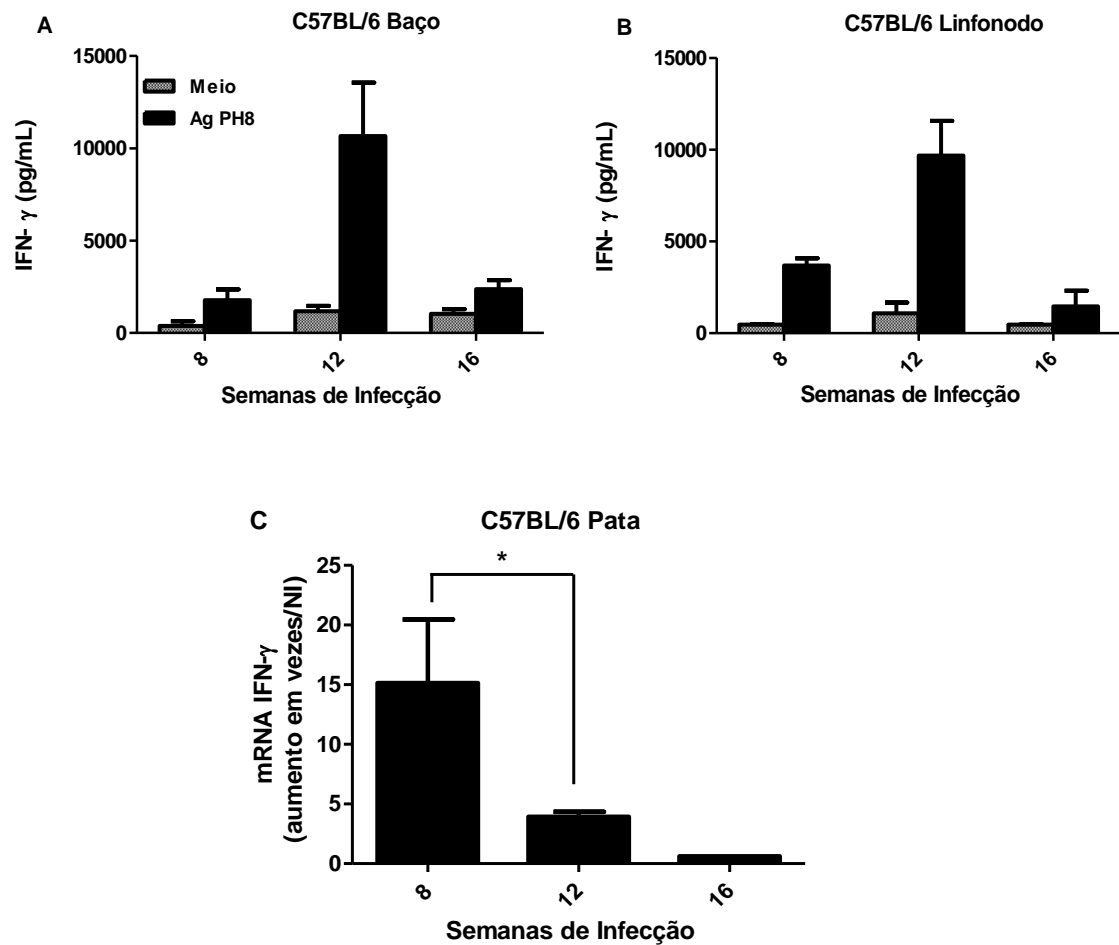 A
C57BL/6 Baço
15000
10000
5000
0
IFN- γ (pg/mL)
Meio
Ag PH8
8
12
16
Semanas de Infecção
B
C57BL/6 Linfonodo
15000
10000
5000
0
IFN- γ (pg/mL)
8
12
16
Semanas de Infecção
C
C57BL/6 Pata
*
25
20
15
10
5
0
mRNA IFN-γ
(aumento em vezes/NI)
8
12
16
Semanas de Infecção